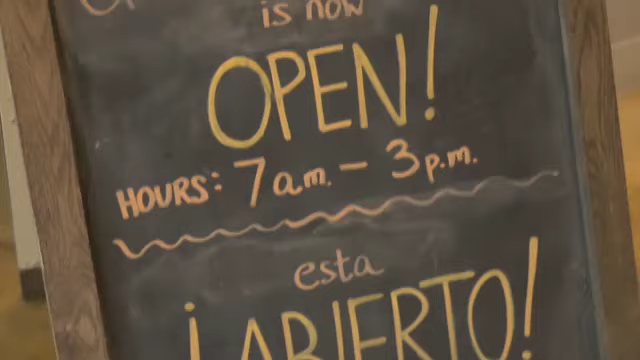 is now
OPEN!
HOURS: 7 a.m. – 3 p.m.
esta
¡ABIERTO!